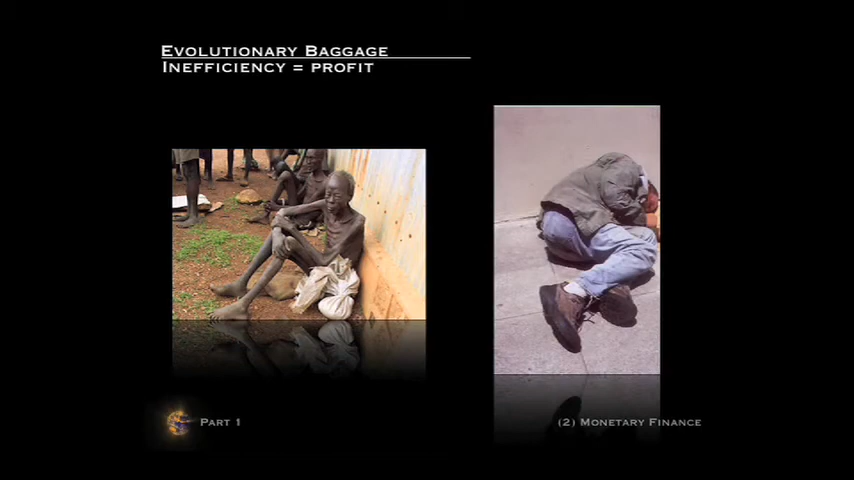 Evolutionary Baggage
Inefficiency = profit
Part 1
(2) Monetary Finance